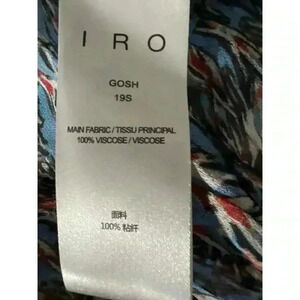 IRO
GOSH
19S
MAIN FABRIC / TISSU PRINCIPAL
100% VISCOSE / VISCOSE
面料
100% 粘纤